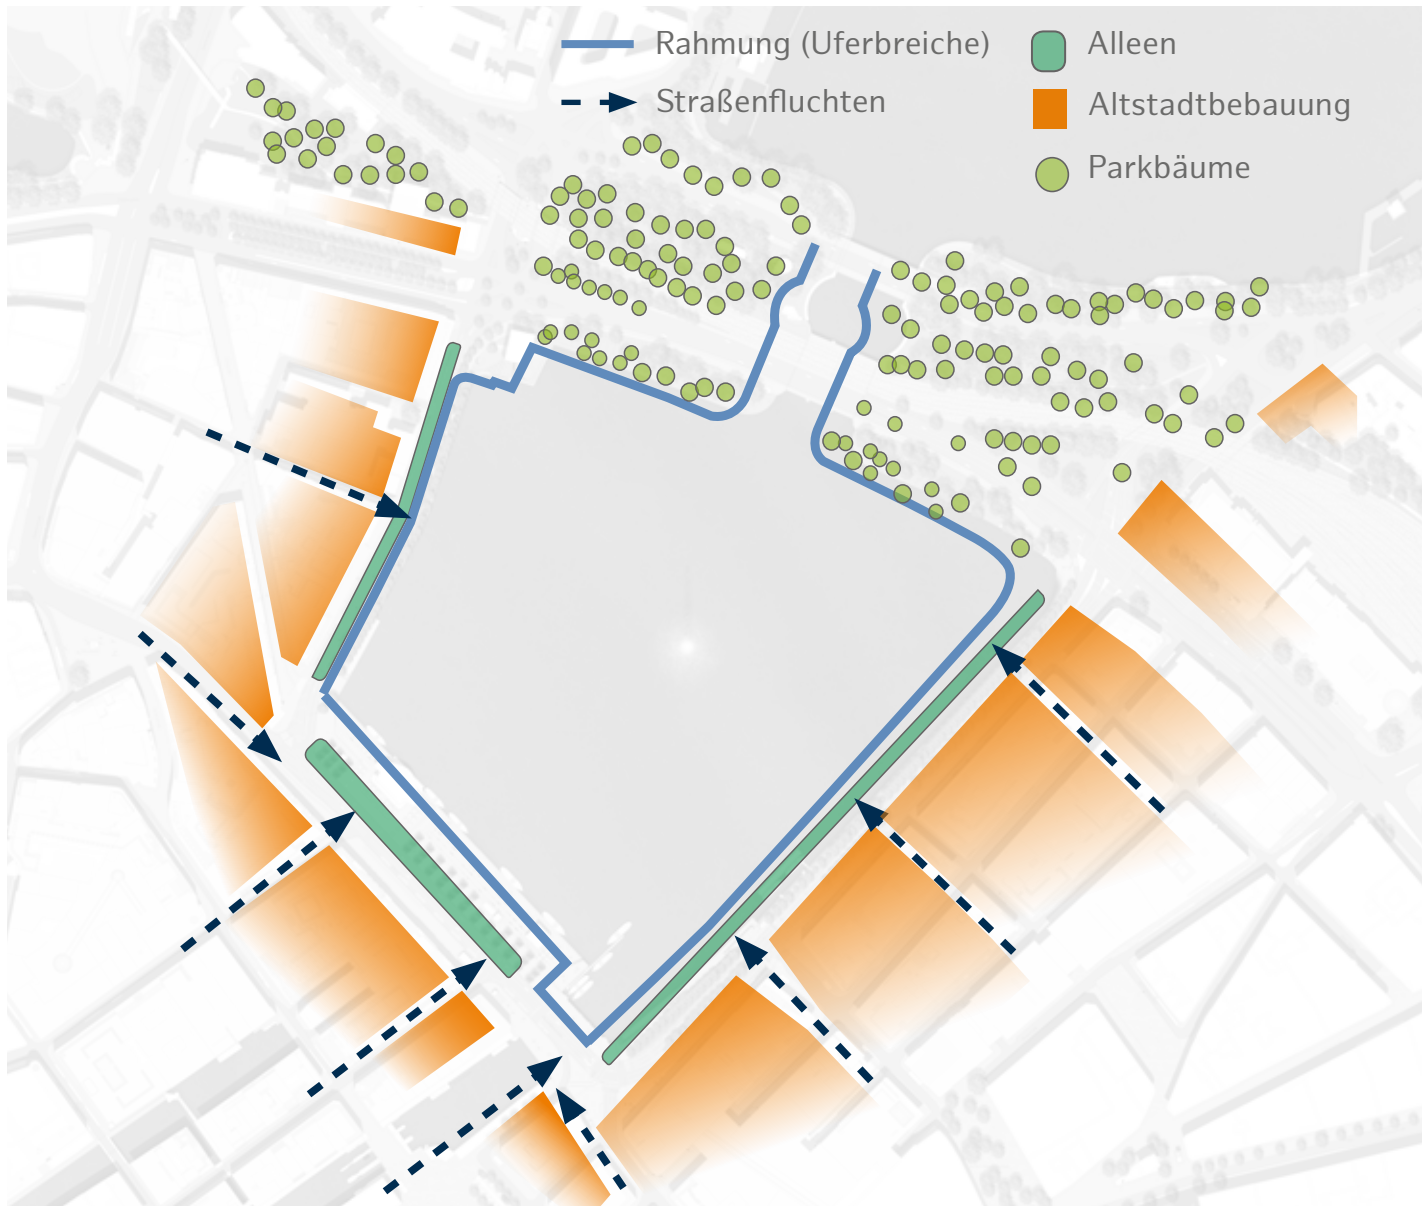 Rahmung (Uferbreiche)
Straßenfluchten
Alleen
Altstadtbebauung
Parkbäume